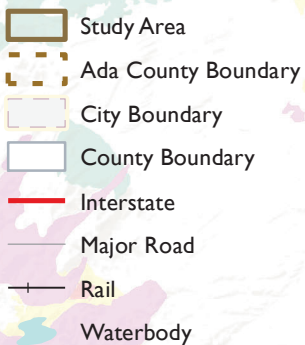 Study Area
Ada County Boundary
City Boundary
County Boundary
Interstate
Major Road
Rail
Waterbody